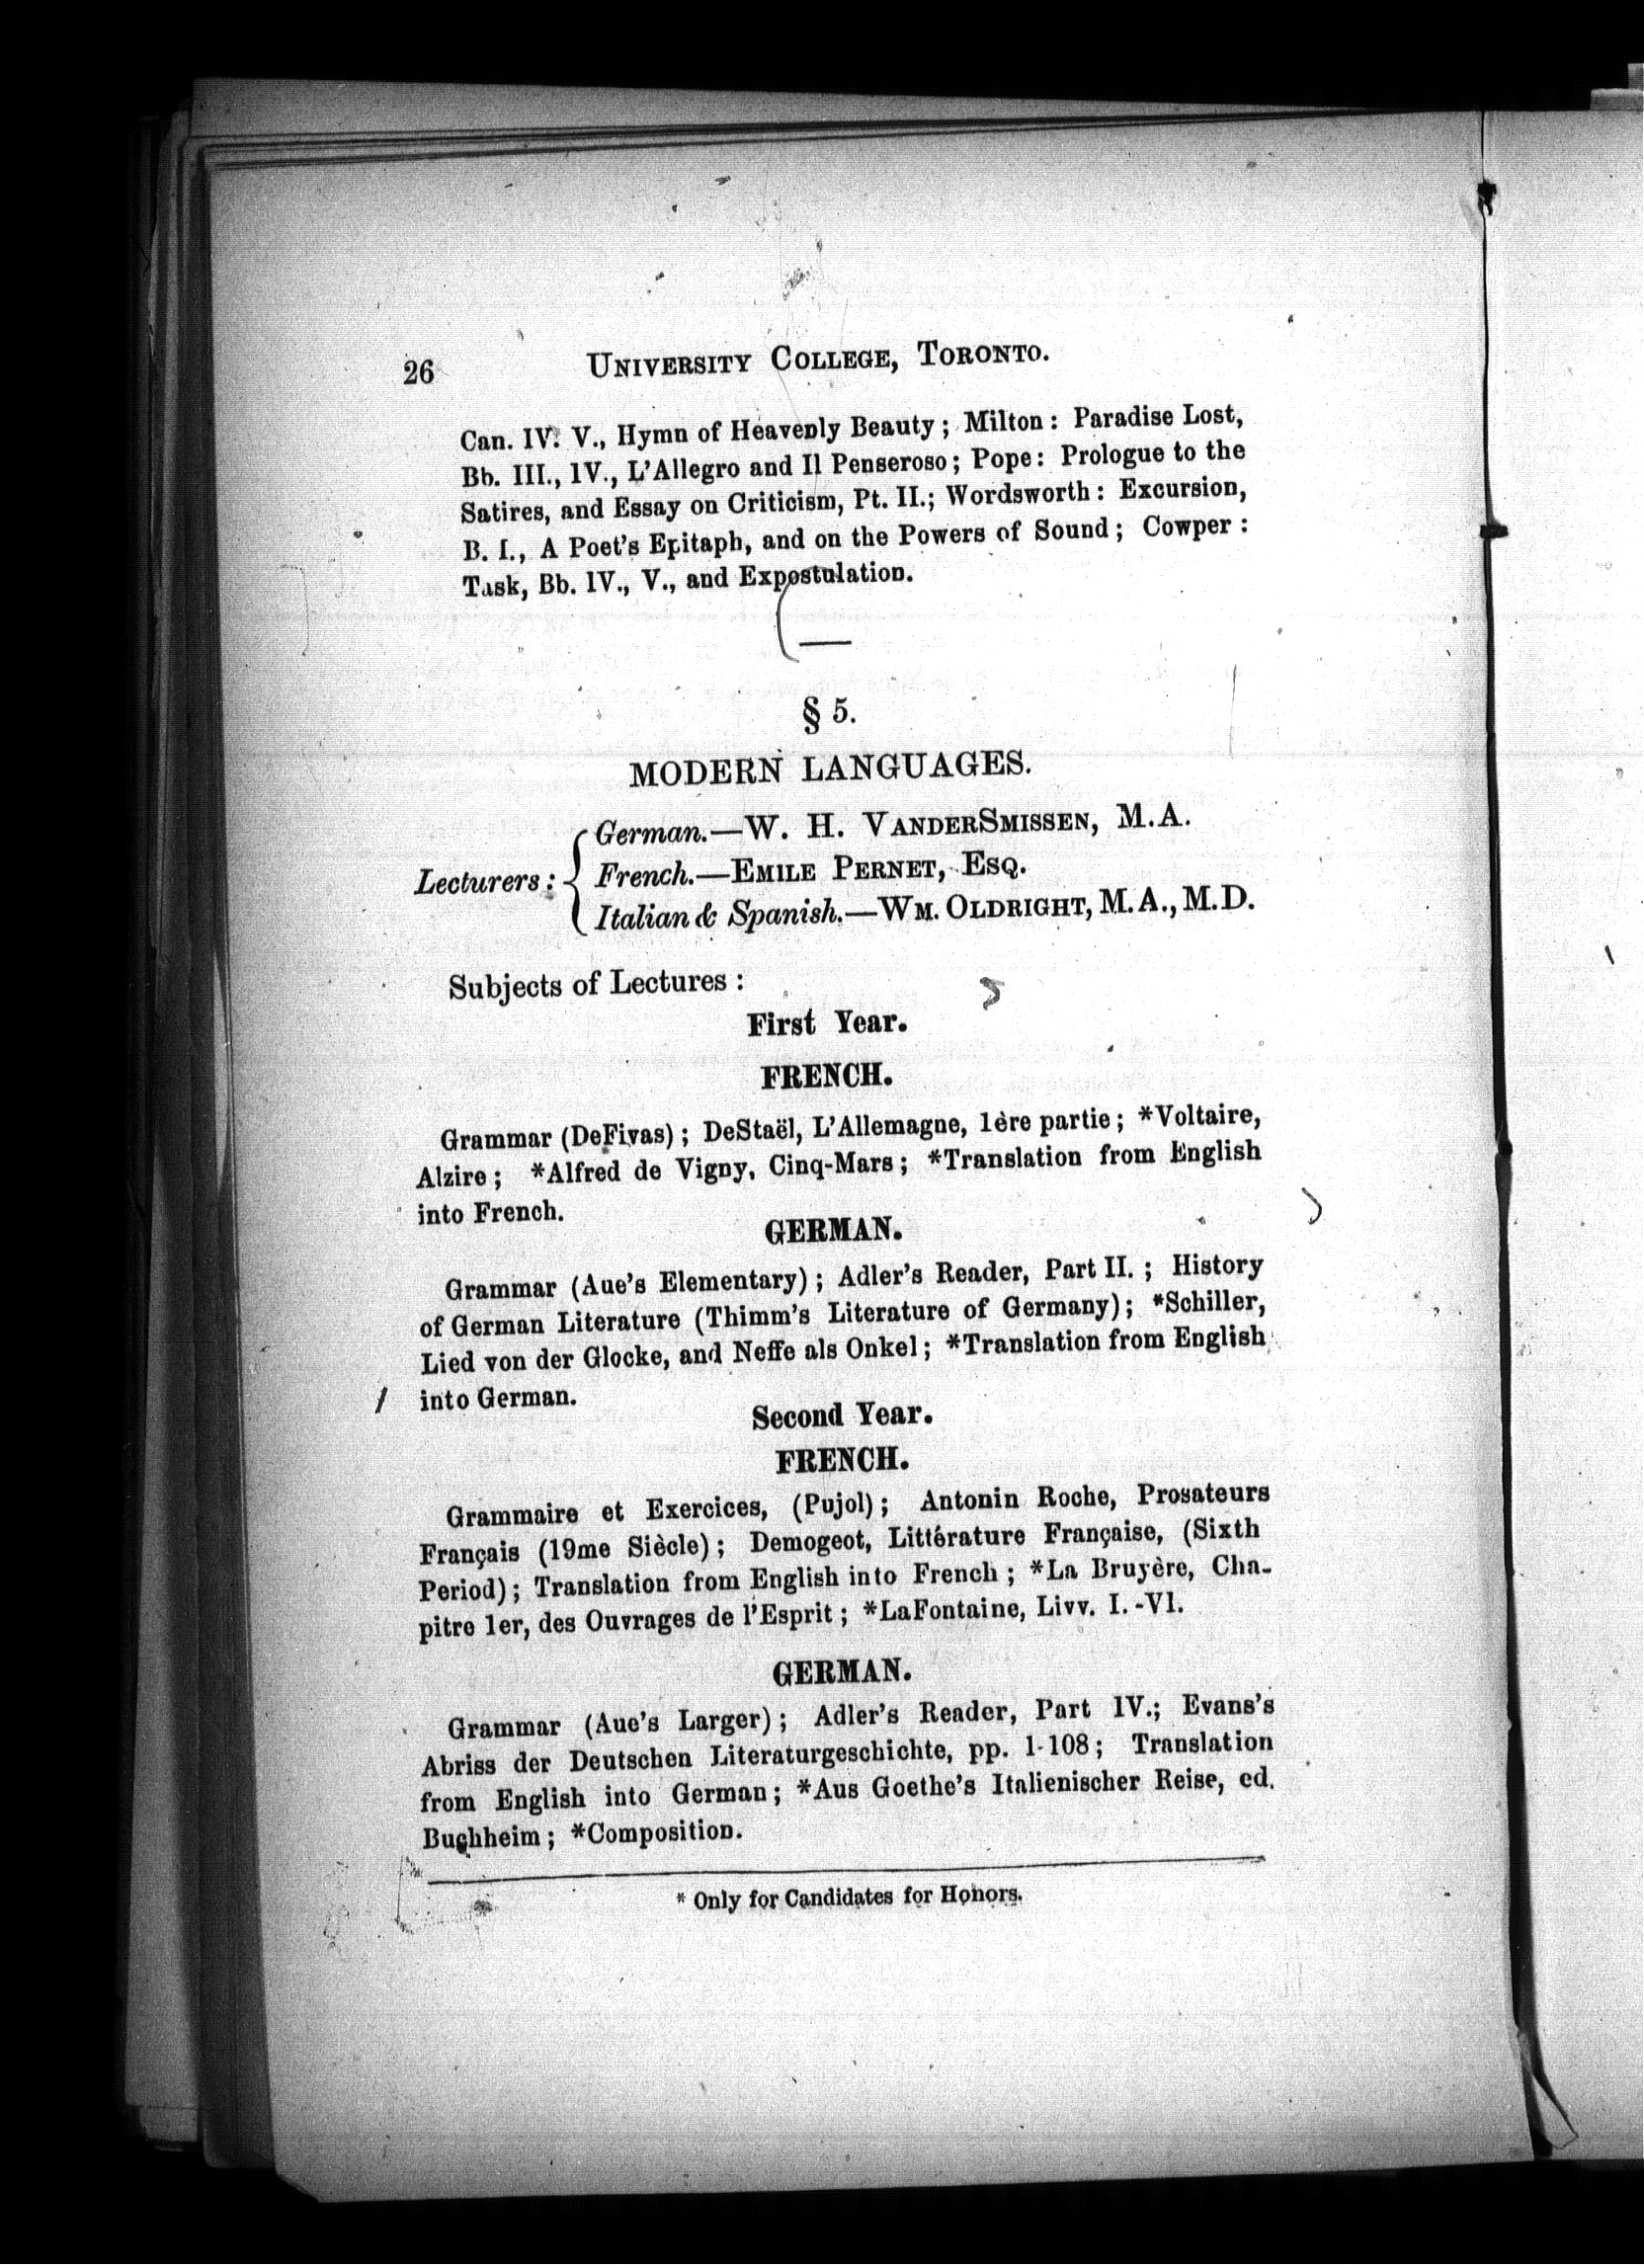 26 UNIVERSITY COLLEGE, TORONTO.
Can. IV. V., Hymn of Heavenly Beauty; Milton: Paradise Lost,
Bb. III., IV., L'Allegro and Il Penseroso; Pope: Prologue to the
Satires, and Essay on Criticism, Pt. II.; Wordsworth: Excursion,
B. I., A Poet's Epitaph, and on the Powers of Sound; Cowper:
Task, Bb. IV., V., and Expostulation.
§ 5.
MODERN LANGUAGES.
German.—W. H. VANDERSMISSEN, M.A.
Lecturers: French.—EMILE PERNET, ESQ.
Italian & Spanish.—WM. OLDRIGHT, M.A., M.D.
Subjects of Lectures:
First Year.
FRENCH.
Grammar (DeFivas); DeStaël, L'Allemagne, 1ère partie; *Voltaire,
Alzire; *Alfred de Vigny, Cinq-Mars; *Translation from English
into French.
GERMAN.
Grammar (Aue's Elementary); Adler's Reader, Part II.; History
of German Literature (Thimm's Literature of Germany); *Schiller,
Lied von der Glocke, and Neffe als Onkel; *Translation from English
into German.
Second Year.
FRENCH.
Grammaire et Exercices, (Pujol); Antonin Roche, Prosateurs
Français (19me Siècle); Demogeot, Littérature Française, (Sixth
Period); Translation from English into French; *La Bruyère, Cha-
pitre 1er, des Ouvrages de l'Esprit; *LaFontaine, Livv. I.-VI.
GERMAN.
Grammar (Aue's Larger); Adler's Reader, Part IV.; Evans's
Abriss der Deutschen Literaturgeschichte, pp. 1-108; Translation
from English into German; *Aus Goethe's Italienischer Reise, ed.
Buchheim; *Composition.
* Only for Candidates for Honors.